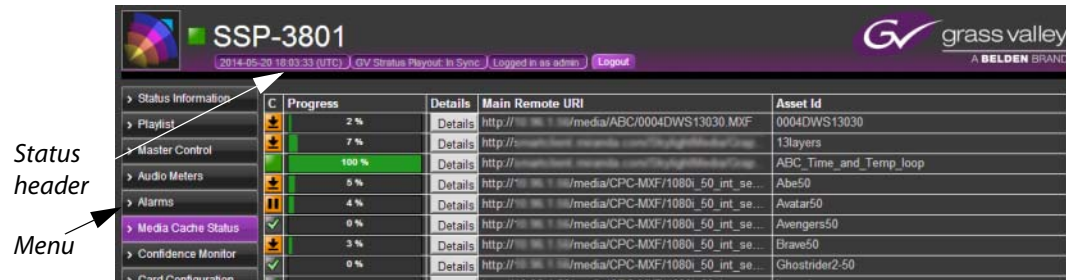 SSP-3801
grass valley
A BELDEN BRAND
2014-05-20 18:03:33 (UTC) GV Stratus Playout: In Sync Logged in as admin Logout
Status header
Menu
> Status Information
> Playlist
> Master Control
> Audio Meters
> Alarms
> Media Cache Status
> Confidence Monitor
> Card Configuration
C Progress Details Main Remote URI Asset Id
2 % Details http:// /media/ABC/0004DWS13030.MXF 0004DWS13030
7 % Details http:// 13layers
100 % Details http:// ABC_Time_and_Temp_loop
5 % Details http:// /media/CPC-MXF/1080i_50_int_se... Abe50
4 % Details http:// /media/CPC-MXF/1080i_50_int_se... Avatar50
0 % Details http:// /media/CPC-MXF/1080i_50_int_se... Avengers50
3 % Details http:// /media/CPC-MXF/1080i_50_int_se... Brave50
0 % Details http:// /media/CPC-MXF/1080i_50_int_se... Ghostrider2-50